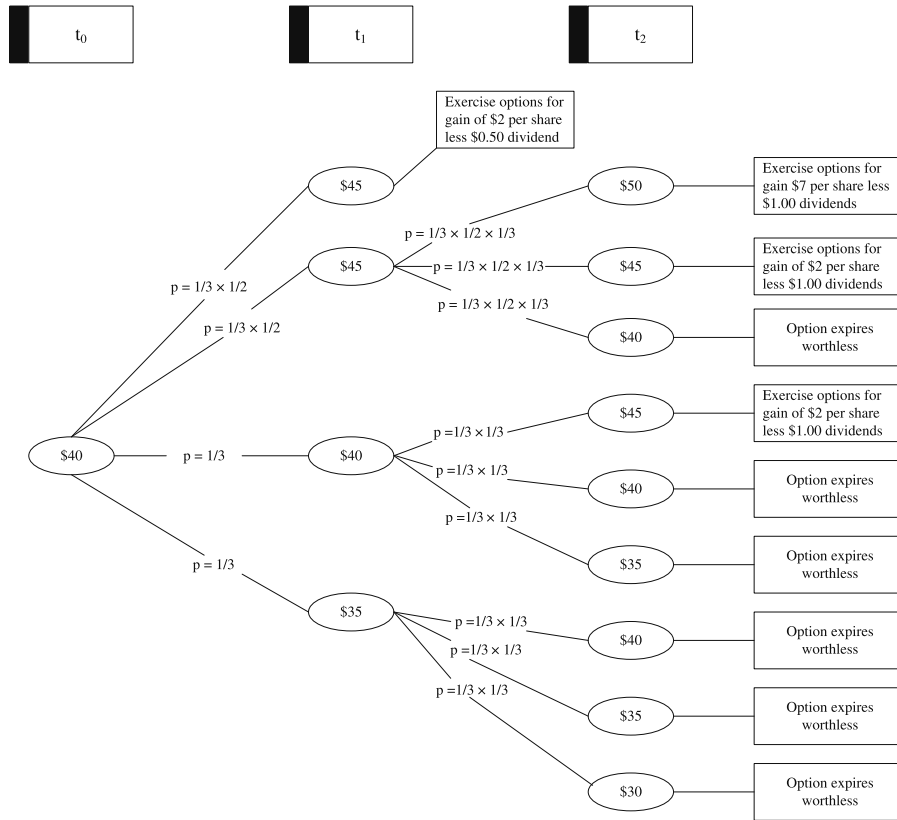 t₀
t₁
t₂
Exercise options for
gain of $2 per share
less $0.50 dividend
$45
$50
Exercise options for
gain $7 per share less
$1.00 dividends
p = 1/3 × 1/2 × 1/3
$45
p = 1/3 × 1/2 × 1/3
$45
Exercise options for
gain of $2 per share
less $1.00 dividends
p = 1/3 × 1/2
p = 1/3 × 1/2 × 1/3
p = 1/3 × 1/2
$40
Option expires
worthless
$45
Exercise options for
gain of $2 per share
less $1.00 dividends
p =1/3 × 1/3
$40
p = 1/3
$40
p =1/3 × 1/3
$40
Option expires
worthless
p =1/3 × 1/3
$35
Option expires
worthless
p = 1/3
$35
p =1/3 × 1/3
$40
Option expires
worthless
p =1/3 × 1/3
p =1/3 × 1/3
$35
Option expires
worthless
$30
Option expires
worthless